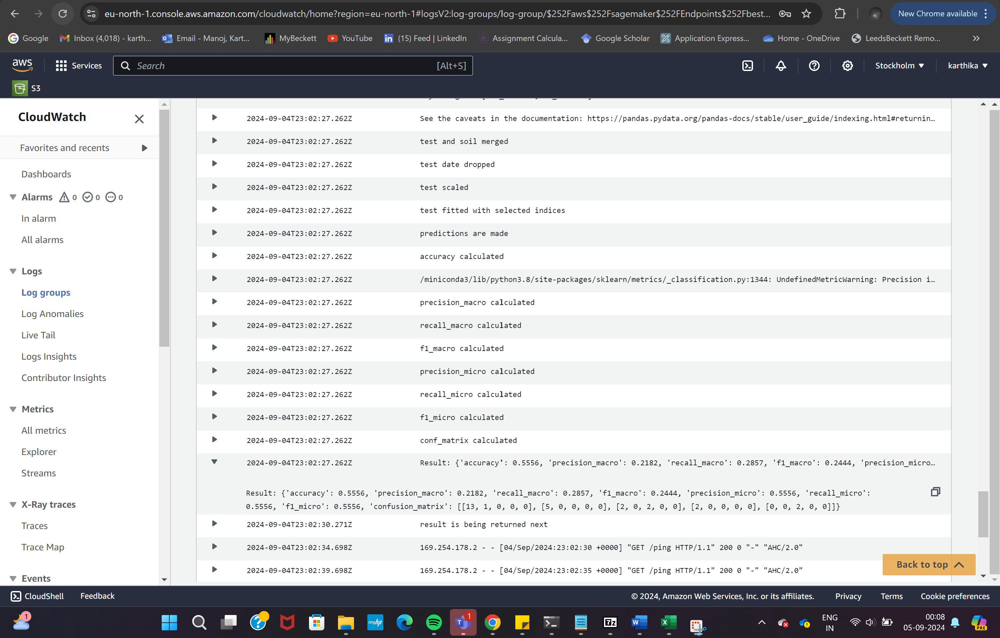 eu-north-1.console.aws.amazon.com/cloudwatch/home?region=eu-north-1#logsV2:log-groups/log-group/$252Faws$252Fsagemaker$252FEndpoints$252Fbest...
New Chrome available
Google
Inbox (4,018) - karth...
Email - Manoj, Kart...
MyBeckett
YouTube
(15) Feed | LinkedIn
Assignment Calcula...
Google Scholar
Application Express...
Home - OneDrive
LeedsBeckett Remo...
aws
Services
Search
[Alt+S]
Stockholm
karthika
S3
CloudWatch
Favorites and recents
Dashboards
Alarms 0 0 0
In alarm
All alarms
Logs
Log groups
Log Anomalies
Live Tail
Logs Insights
Contributor Insights
Metrics
All metrics
Explorer
Streams
X-Ray traces
Traces
Trace Map
Events
2024-09-04T23:02:27.262Z See the caveats in the documentation: https://pandas.pydata.org/pandas-docs/stable/user_guide/indexing.html#returnin…
2024-09-04T23:02:27.262Z test and soil merged
2024-09-04T23:02:27.262Z test date dropped
2024-09-04T23:02:27.262Z test scaled
2024-09-04T23:02:27.262Z test fitted with selected indices
2024-09-04T23:02:27.262Z predictions are made
2024-09-04T23:02:27.262Z accuracy calculated
2024-09-04T23:02:27.262Z /miniconda3/lib/python3.8/site-packages/sklearn/metrics/_classification.py:1344: UndefinedMetricWarning: Precision i…
2024-09-04T23:02:27.262Z precision_macro calculated
2024-09-04T23:02:27.262Z recall_macro calculated
2024-09-04T23:02:27.262Z f1_macro calculated
2024-09-04T23:02:27.262Z precision_micro calculated
2024-09-04T23:02:27.262Z recall_micro calculated
2024-09-04T23:02:27.262Z f1_micro calculated
2024-09-04T23:02:27.262Z conf_matrix calculated
2024-09-04T23:02:27.262Z Result: {'accuracy': 0.5556, 'precision_macro': 0.2182, 'recall_macro': 0.2857, 'f1_macro': 0.2444, 'precision_micro…
Result: {'accuracy': 0.5556, 'precision_macro': 0.2182, 'recall_macro': 0.2857, 'f1_macro': 0.2444, 'precision_micro': 0.5556, 'recall_micro':
0.5556, 'f1_micro': 0.5556, 'confusion_matrix': [[13, 1, 0, 0, 0], [5, 0, 0, 0, 0], [2, 0, 2, 0, 0], [2, 0, 0, 0, 0], [0, 0, 2, 0, 0]]}
2024-09-04T23:02:30.271Z result is being returned next
2024-09-04T23:02:34.698Z 169.254.178.2 - - [04/Sep/2024:23:02:30 +0000] "GET /ping HTTP/1.1" 200 0 "-" "AHC/2.0"
2024-09-04T23:02:39.698Z 169.254.178.2 - - [04/Sep/2024:23:02:35 +0000] "GET /ping HTTP/1.1" 200 0 "-" "AHC/2.0"
Back to top
CloudShell
Feedback
© 2024, Amazon Web Services, Inc. or its affiliates.
Privacy
Terms
Cookie preferences
1
myhp
1
7z
ENG
IN
00:08
05-09-2024
PRE